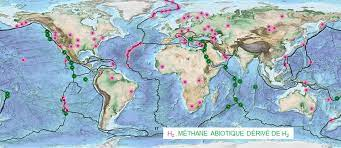 H₂ MÉTHANE ABIOTIQUE DÉRIVÉ DE H₂